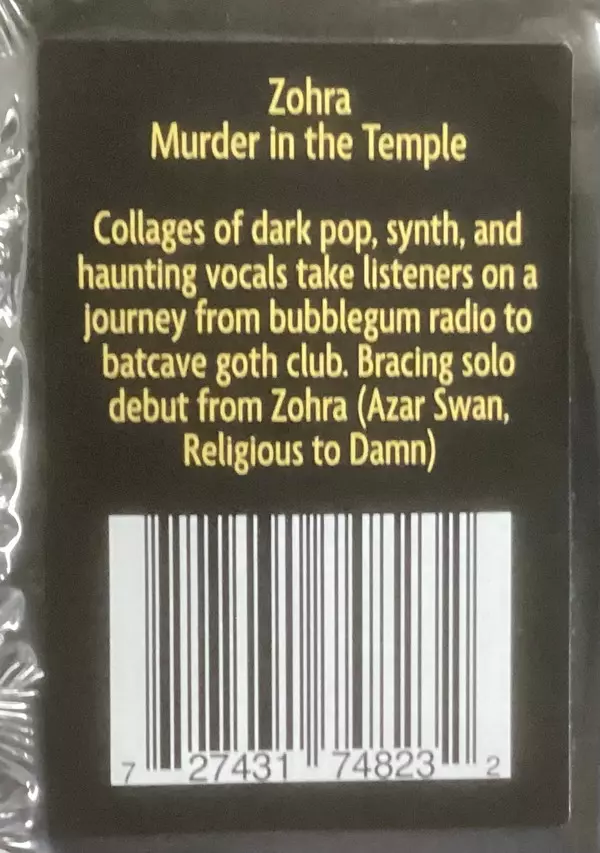 Zohra
Murder in the Temple
Collages of dark pop, synth, and
haunting vocals take listeners on a
journey from bubblegum radio to
batcave goth club. Bracing solo
debut from Zohra (Azar Swan,
Religious to Damn)
7 27431 74823 2